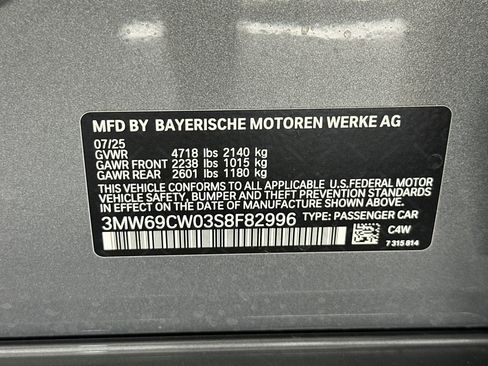 MFD BY BAYERISCHE MOTOREN WERKE AG
07/25
GVWR 4718 lbs 2140 kg
GAWR FRONT 2238 lbs 1015 kg
GAWR REAR 2601 lbs 1180 kg
THIS CAR CONFORMS TO ALL APPLICABLE U.S.FEDERAL MOTOR
VEHICLE SAFETY, BUMPER, AND THEFT PREVENTION STANDARDS
IN EFFECT ON THE DATE OF MANUFACTURE SHOWN ABOVE.
3MW69CW03S8F82996 TYPE: PASSENGER CAR
C4W
7 315 814